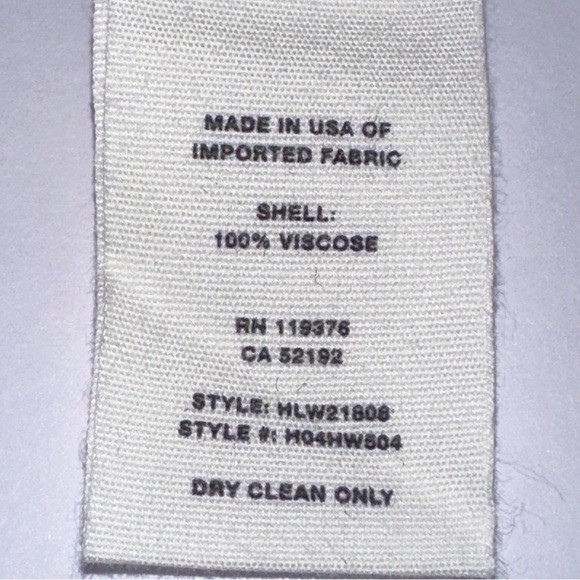 MADE IN USA OF
IMPORTED FABRIC
SHELL:
100% VISCOSE
RN 119376
CA 52192
STYLE: HLW21808
STYLE #: H04HW504
DRY CLEAN ONLY